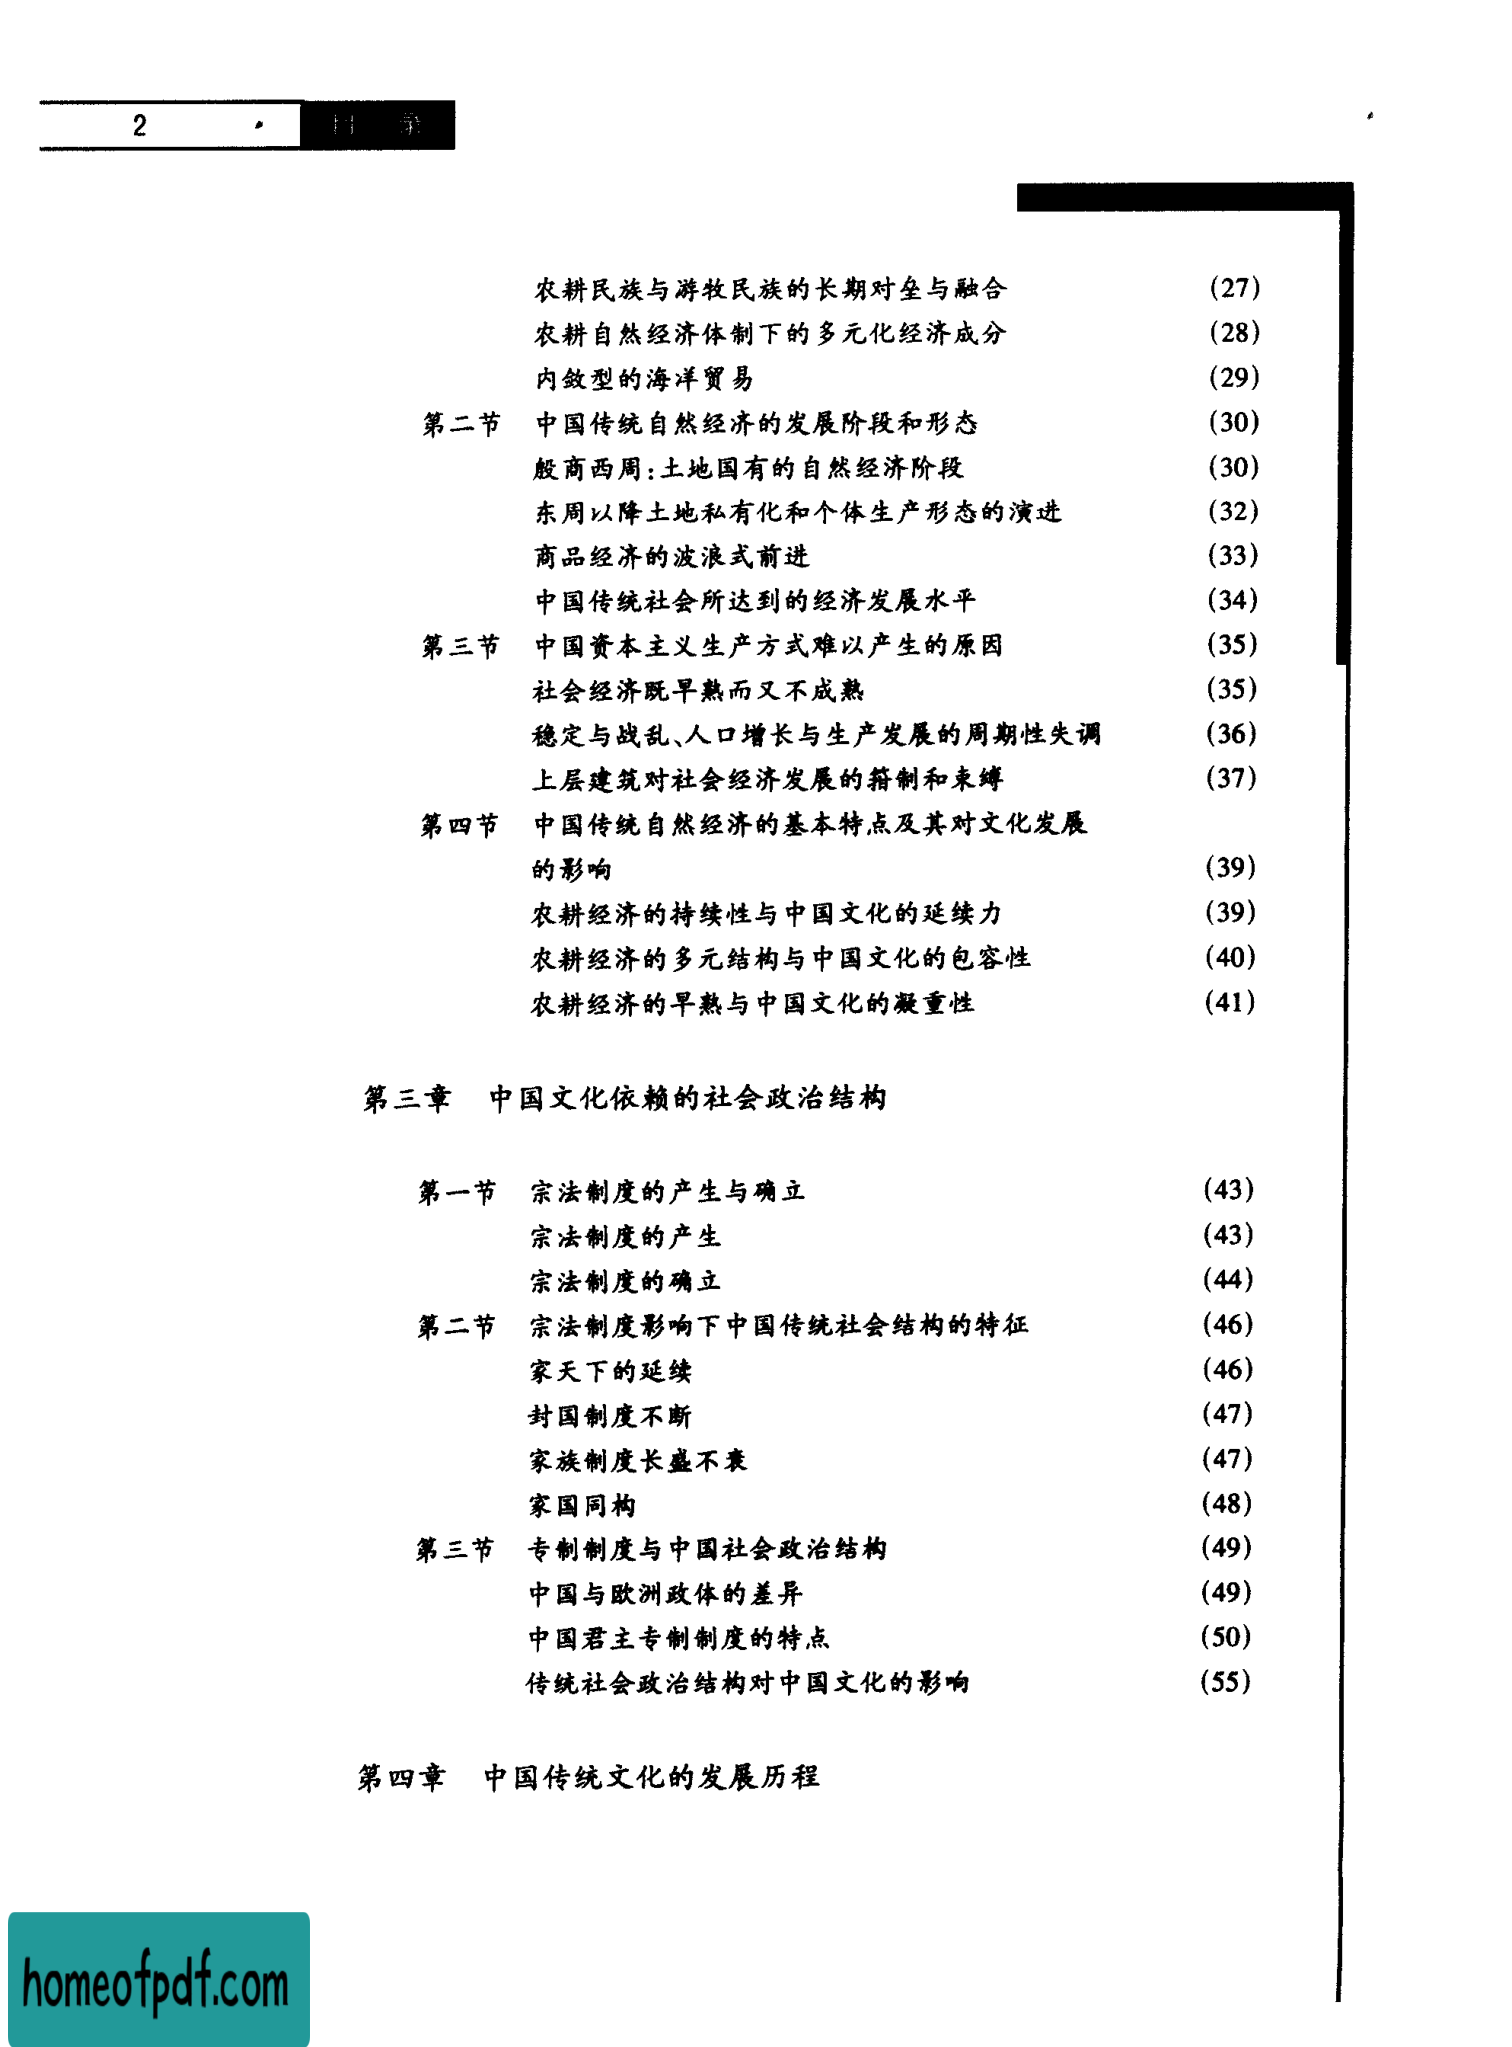 2 · 目 录
农耕民族与游牧民族的长期对垒与融合 (27)
农耕自然经济体制下的多元化经济成分 (28)
内敛型的海洋贸易 (29)
第二节 中国传统自然经济的发展阶段和形态 (30)
殷商西周:土地国有的自然经济阶段 (30)
东周以降土地私有化和个体生产形态的演进 (32)
商品经济的波浪式前进 (33)
中国传统社会所达到的经济发展水平 (34)
第三节 中国资本主义生产方式难以产生的原因 (35)
社会经济既早熟而又不成熟 (35)
稳定与战乱、人口增长与生产发展的周期性失调 (36)
上层建筑对社会经济发展的箝制和束缚 (37)
第四节 中国传统自然经济的基本特点及其对文化发展
的影响 (39)
农耕经济的持续性与中国文化的延续力 (39)
农耕经济的多元结构与中国文化的包容性 (40)
农耕经济的早熟与中国文化的凝重性 (41)
第三章 中国文化依赖的社会政治结构
第一节 宗法制度的产生与确立 (43)
宗法制度的产生 (43)
宗法制度的确立 (44)
第二节 宗法制度影响下中国传统社会结构的特征 (46)
家天下的延续 (46)
封国制度不断 (47)
家族制度长盛不衰 (47)
家国同构 (48)
第三节 专制制度与中国社会政治结构 (49)
中国与欧洲政体的差异 (49)
中国君主专制制度的特点 (50)
传统社会政治结构对中国文化的影响 (55)
第四章 中国传统文化的发展历程
homeofpdf.com